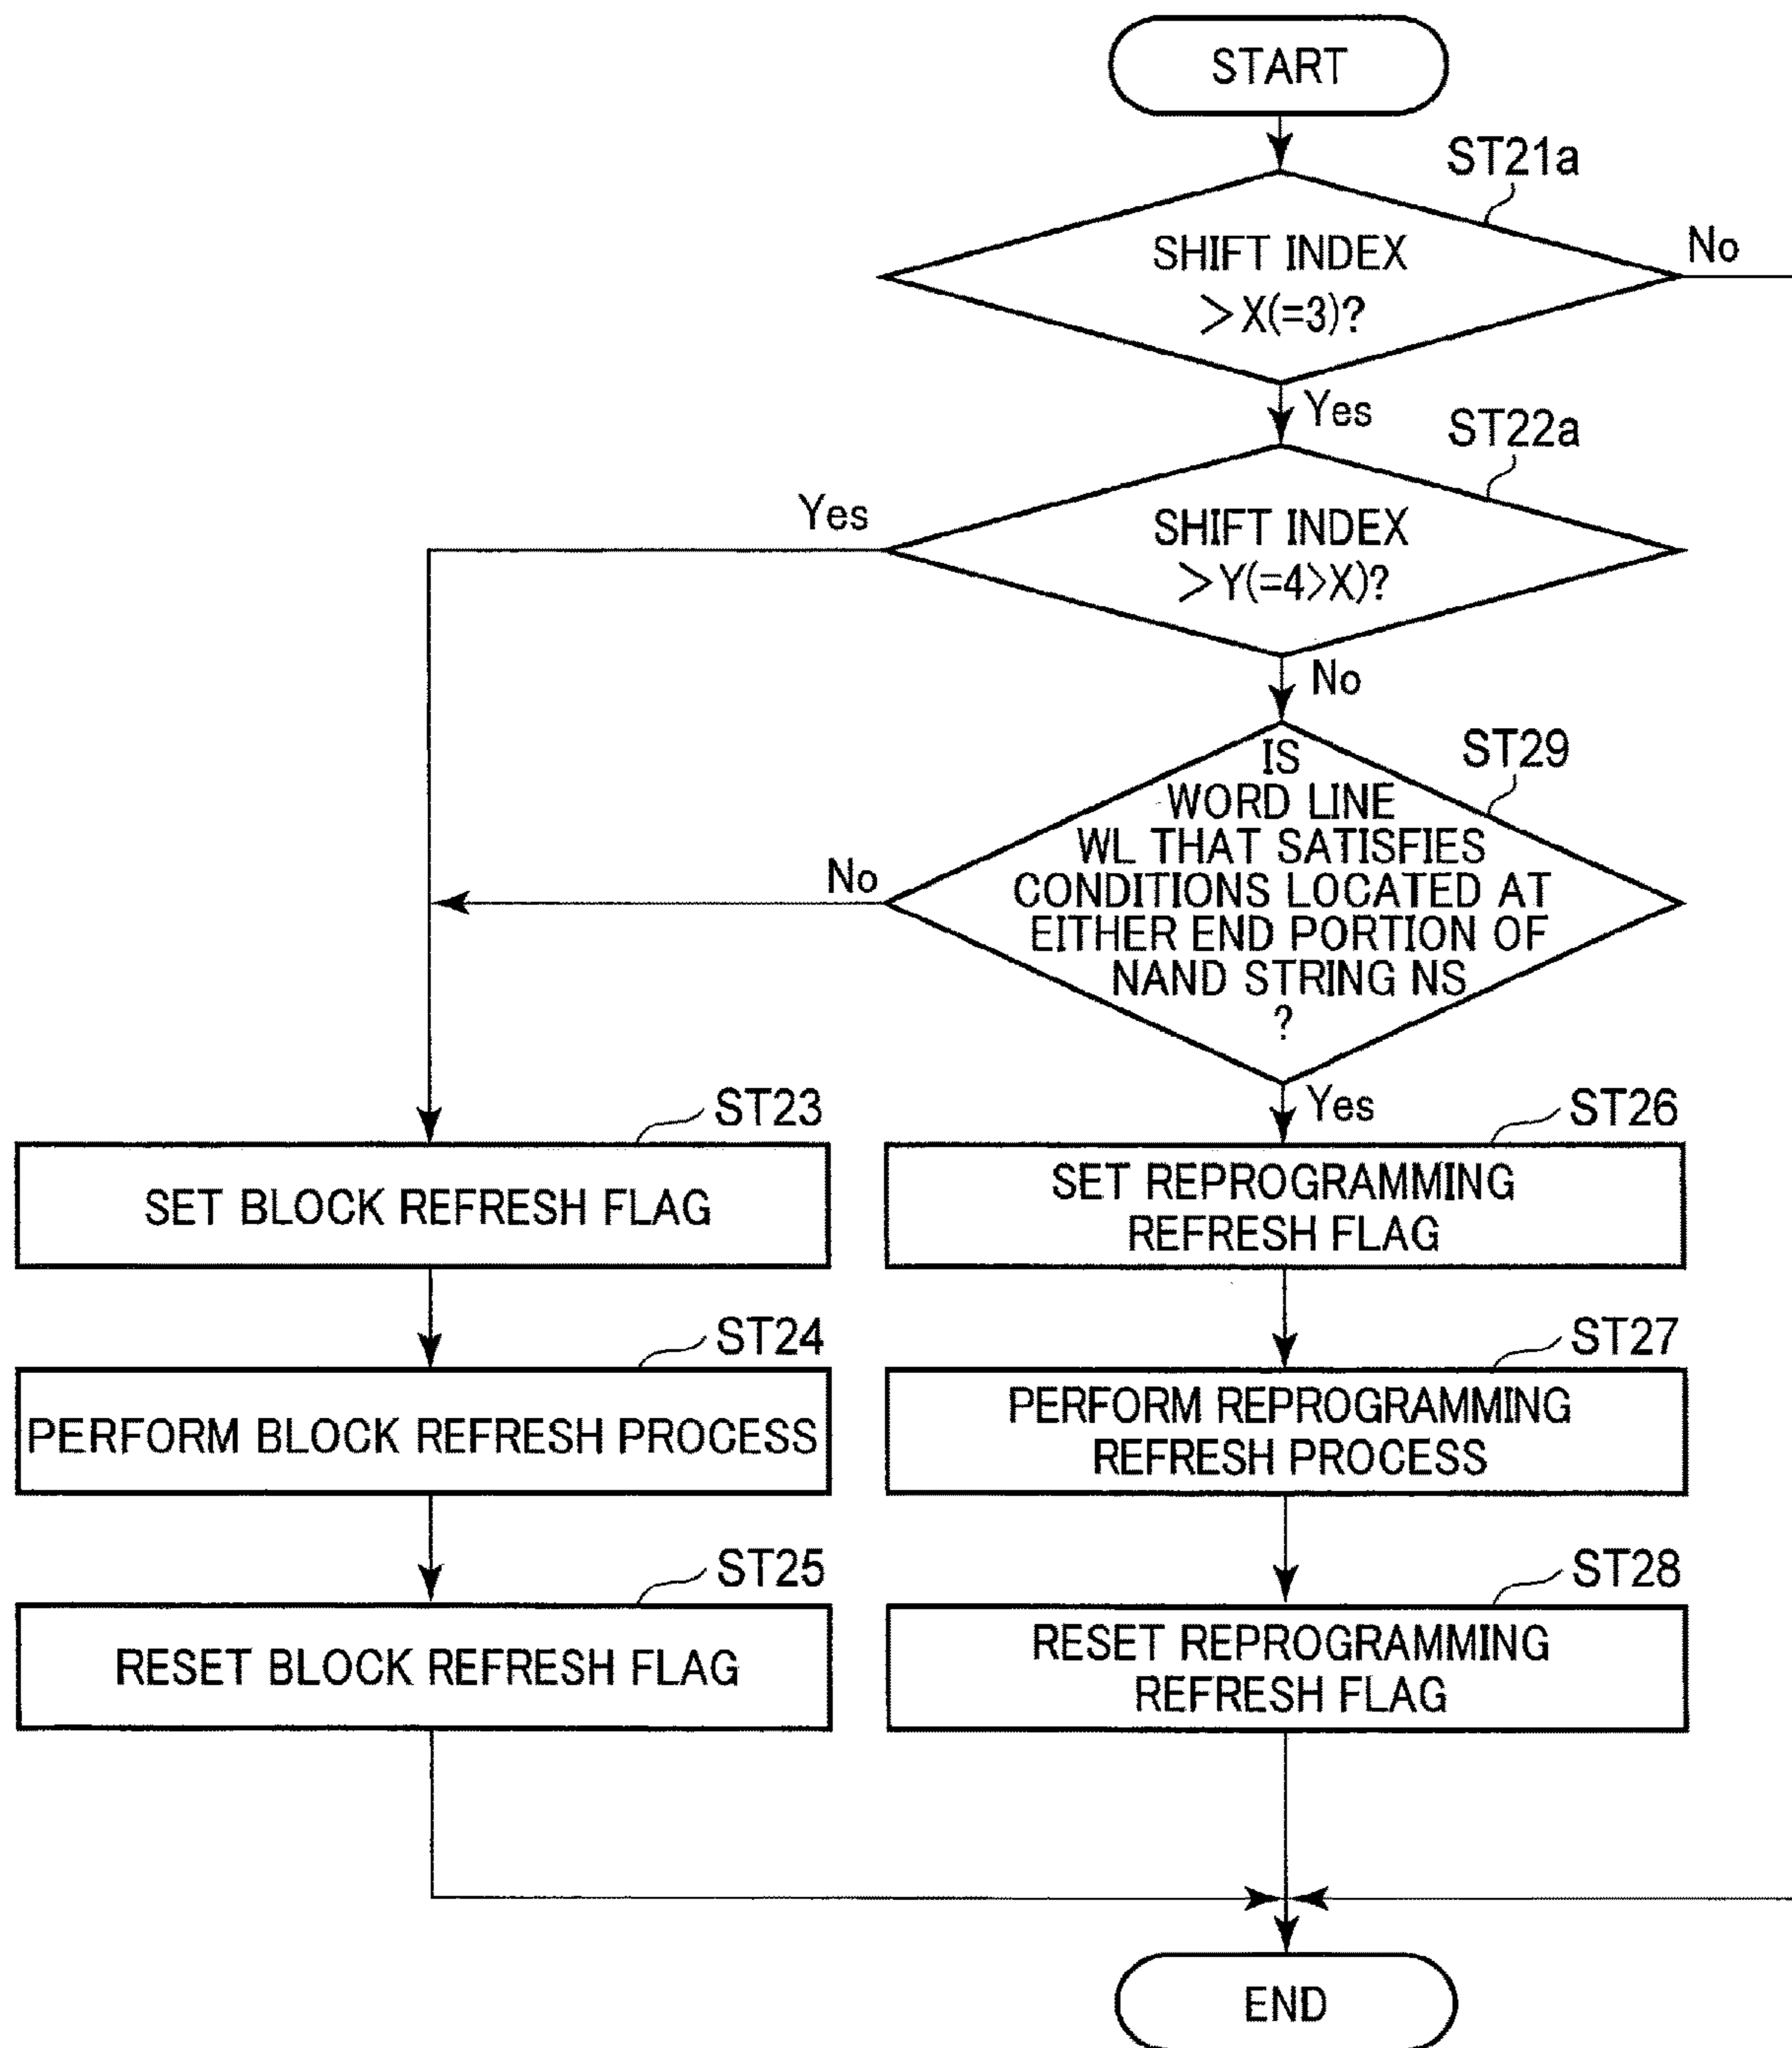 START
ST21a
SHIFT INDEX
>X(=3)?
No
Yes
ST22a
Yes
SHIFT INDEX
>Y(=4>X)?
No
ST29
IS
WORD LINE
WL THAT SATISFIES
CONDITIONS LOCATED AT
EITHER END PORTION OF
NAND STRING NS
?
No
Yes
ST23
SET BLOCK REFRESH FLAG
ST26
SET REPROGRAMMING
REFRESH FLAG
ST24
PERFORM BLOCK REFRESH PROCESS
ST27
PERFORM REPROGRAMMING
REFRESH PROCESS
ST25
RESET BLOCK REFRESH FLAG
ST28
RESET REPROGRAMMING
REFRESH FLAG
END